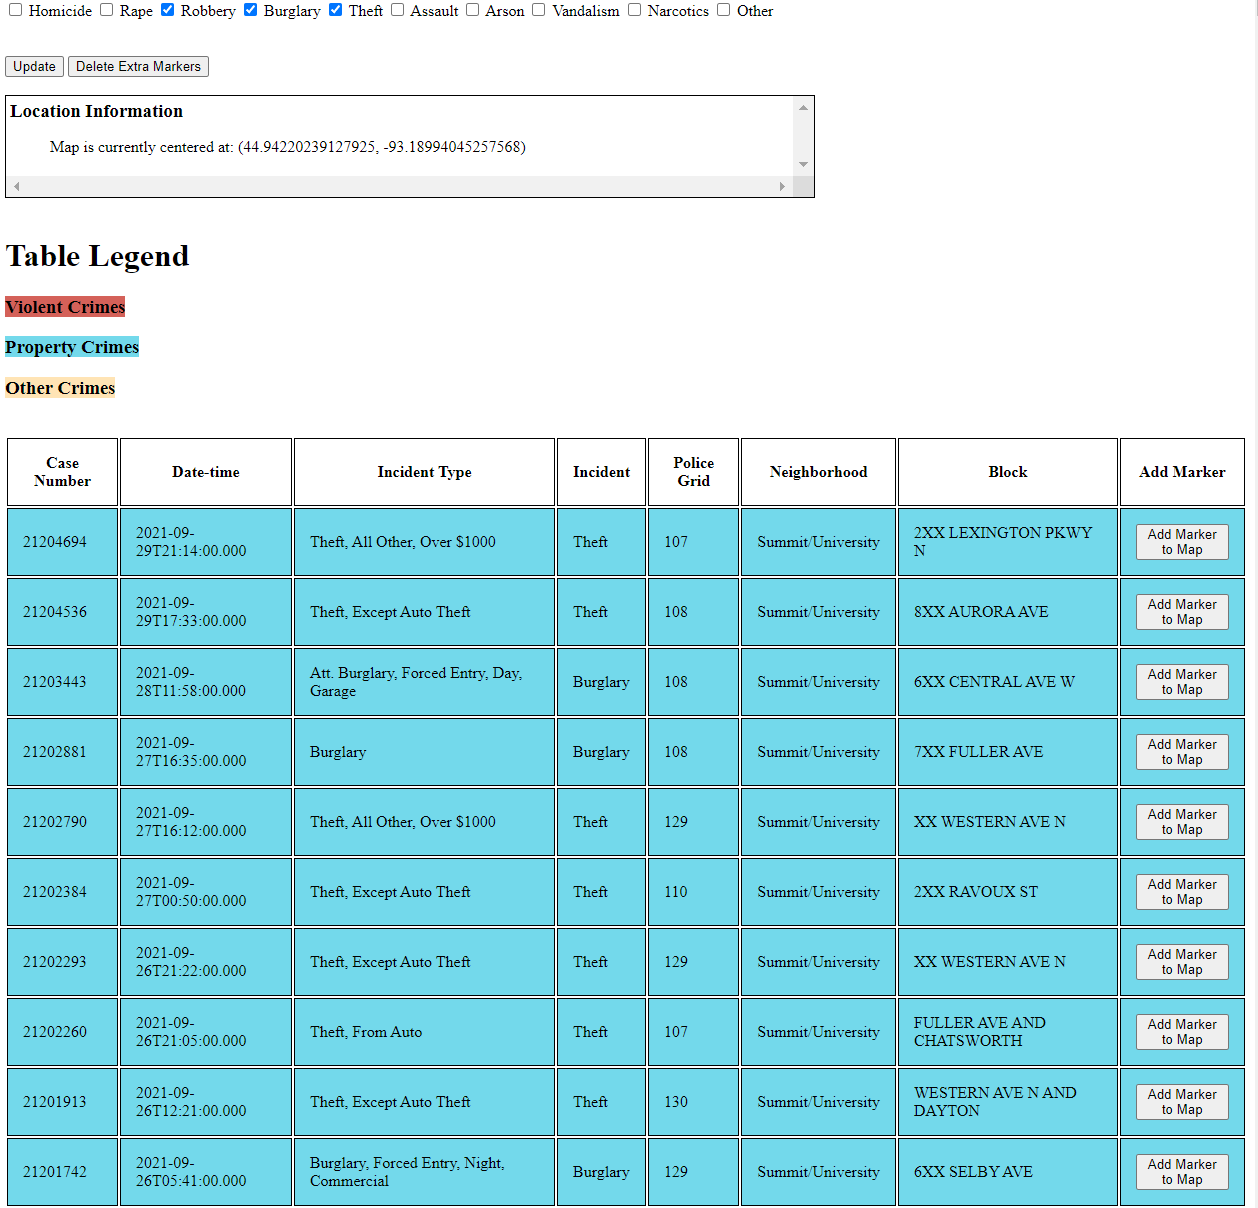 Homicide Rape Robbery Burglary Theft Assault Arson Vandalism Narcotics Other
Update Delete Extra Markers
Location Information
Map is currently centered at: (44.94220239127925, -93.18994045257568)
Table Legend
Violent Crimes
Property Crimes
Other Crimes
Case Number Date-time Incident Type Incident Police Grid Neighborhood Block Add Marker
21204694 2021-09-29T21:14:00.000 Theft, All Other, Over $1000 Theft 107 Summit/University 2XX LEXINGTON PKWY N Add Marker to Map
21204536 2021-09-29T17:33:00.000 Theft, Except Auto Theft Theft 108 Summit/University 8XX AURORA AVE Add Marker to Map
21203443 2021-09-28T11:58:00.000 Att. Burglary, Forced Entry, Day, Garage Burglary 108 Summit/University 6XX CENTRAL AVE W Add Marker to Map
21202881 2021-09-27T16:35:00.000 Burglary Burglary 108 Summit/University 7XX FULLER AVE Add Marker to Map
21202790 2021-09-27T16:12:00.000 Theft, All Other, Over $1000 Theft 129 Summit/University XX WESTERN AVE N Add Marker to Map
21202384 2021-09-27T00:50:00.000 Theft, Except Auto Theft Theft 110 Summit/University 2XX RAVOUX ST Add Marker to Map
21202293 2021-09-26T21:22:00.000 Theft, Except Auto Theft Theft 129 Summit/University XX WESTERN AVE N Add Marker to Map
21202260 2021-09-26T21:05:00.000 Theft, From Auto Theft 107 Summit/University FULLER AVE AND CHATSWORTH Add Marker to Map
21201913 2021-09-26T12:21:00.000 Theft, Except Auto Theft Theft 130 Summit/University WESTERN AVE N AND DAYTON Add Marker to Map
21201742 2021-09-26T05:41:00.000 Burglary, Forced Entry, Night, Commercial Burglary 129 Summit/University 6XX SELBY AVE Add Marker to Map